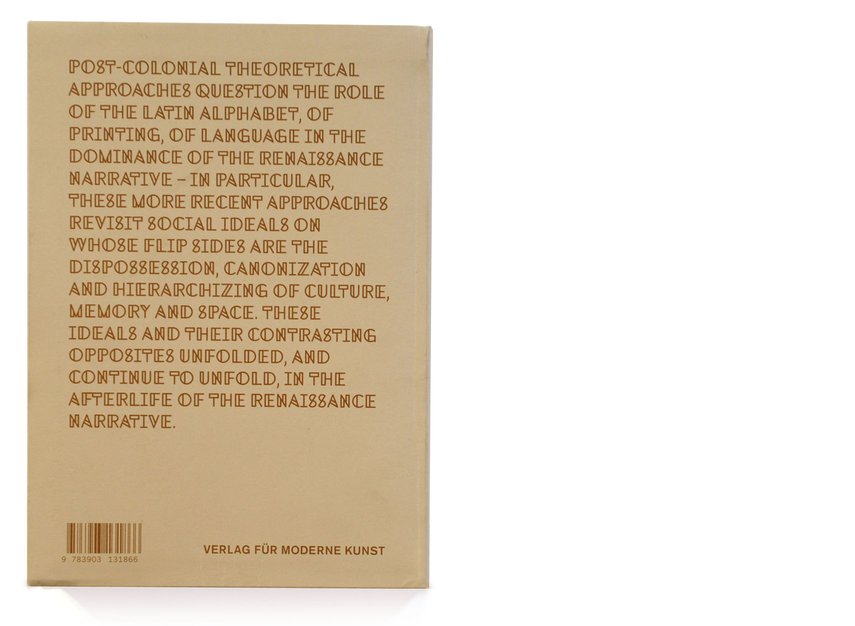 POST-COLONIAL THEORETICAL
APPROACHES QUESTION THE ROLE
OF THE LATIN ALPHABET, OF
PRINTING, OF LANGUAGE IN THE
DOMINANCE OF THE RENAISSANCE
NARRATIVE – IN PARTICULAR,
THESE MORE RECENT APPROACHES
REVISIT SOCIAL IDEALS ON
WHOSE FLIP SIDES ARE THE
DISPOSSESSION, CANONIZATION
AND HIERARCHIZING OF CULTURE,
MEMORY AND SPACE. THESE
IDEALS AND THEIR CONTRASTING
OPPOSITES UNFOLDED, AND
CONTINUE TO UNFOLD, IN THE
AFTERLIFE OF THE RENAISSANCE
NARRATIVE.
9 783903 131866
VERLAG FÜR MODERNE KUNST